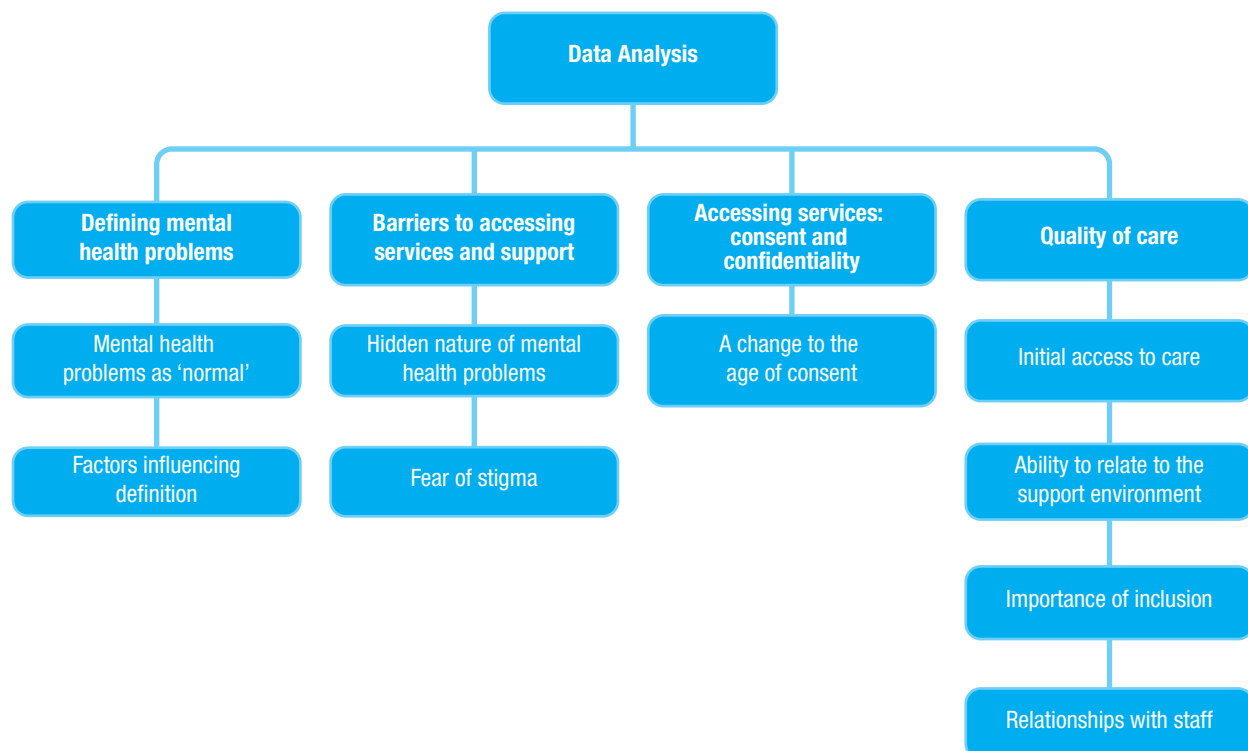 Data Analysis
Defining mental
health problems
Mental health
problems as ‘normal’
Factors influencing
definition
Barriers to accessing
services and support
Hidden nature of mental
health problems
Fear of stigma
Accessing services:
consent and
confidentiality
A change to the
age of consent
Quality of care
Initial access to care
Ability to relate to the
support environment
Importance of inclusion
Relationships with staff